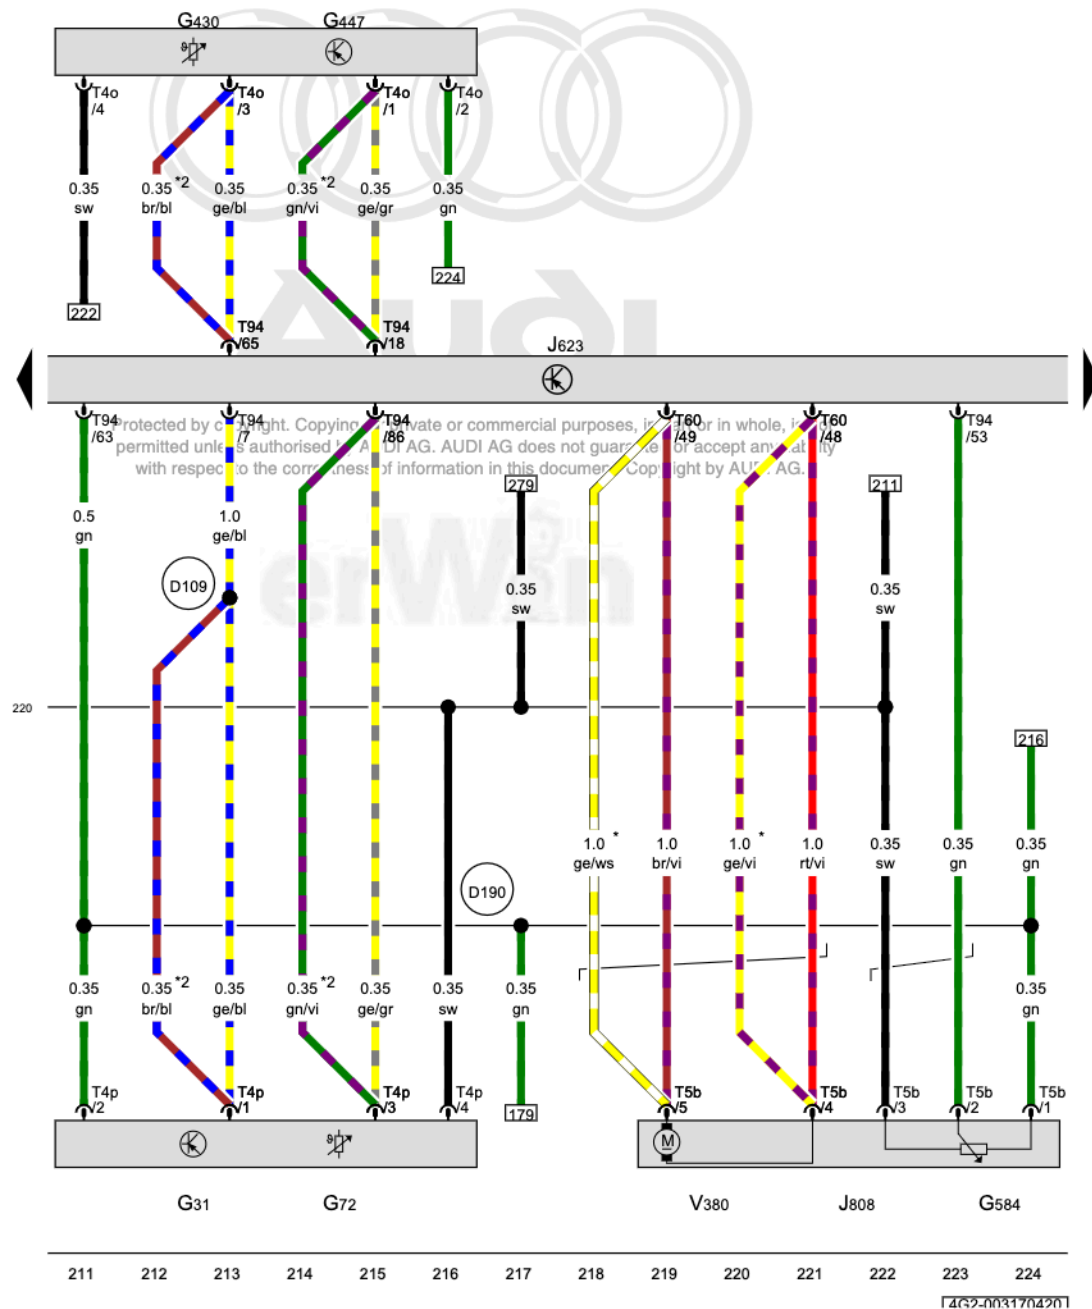 G430 G447
T4o /4 T4o /3 T4o /1 T4o /2
0.35 sw 0.35 *2 br/bl 0.35 ge/bl 0.35 *2 gn/vi 0.35 ge/gr 0.35 gn
224
222
T94 /65 T94 /18
Audi
J623
T94 /63 T94 /7 T94 /86 T60 /49 T60 /48 T94 /53
Protected by copyright. Copying for private or commercial purposes, in part or in whole, is not
permitted unless authorised by AUDI AG. AUDI AG does not guarantee or accept any liability
with respect to the correctness of information in this document. Copyright by AUDI AG.
279 211
0.5 gn 1.0 ge/bl
erWin
D109
0.35 sw 0.35 sw
220
216
1.0 * ge/ws 1.0 br/vi 1.0 * ge/vi 1.0 rt/vi 0.35 sw 0.35 gn 0.35 gn
D190
0.35 gn 0.35 *2 br/bl 0.35 ge/bl 0.35 *2 gn/vi 0.35 ge/gr 0.35 sw 0.35 gn 0.35 gn
T4p /2 T4p /1 T4p /3 T4p /4 179 T5b /5 T5b /4 T5b /3 T5b /2 T5b /1
M
G31 G72 V380 J808 G584
211 212 213 214 215 216 217 218 219 220 221 222 223 224
4G2-003170420